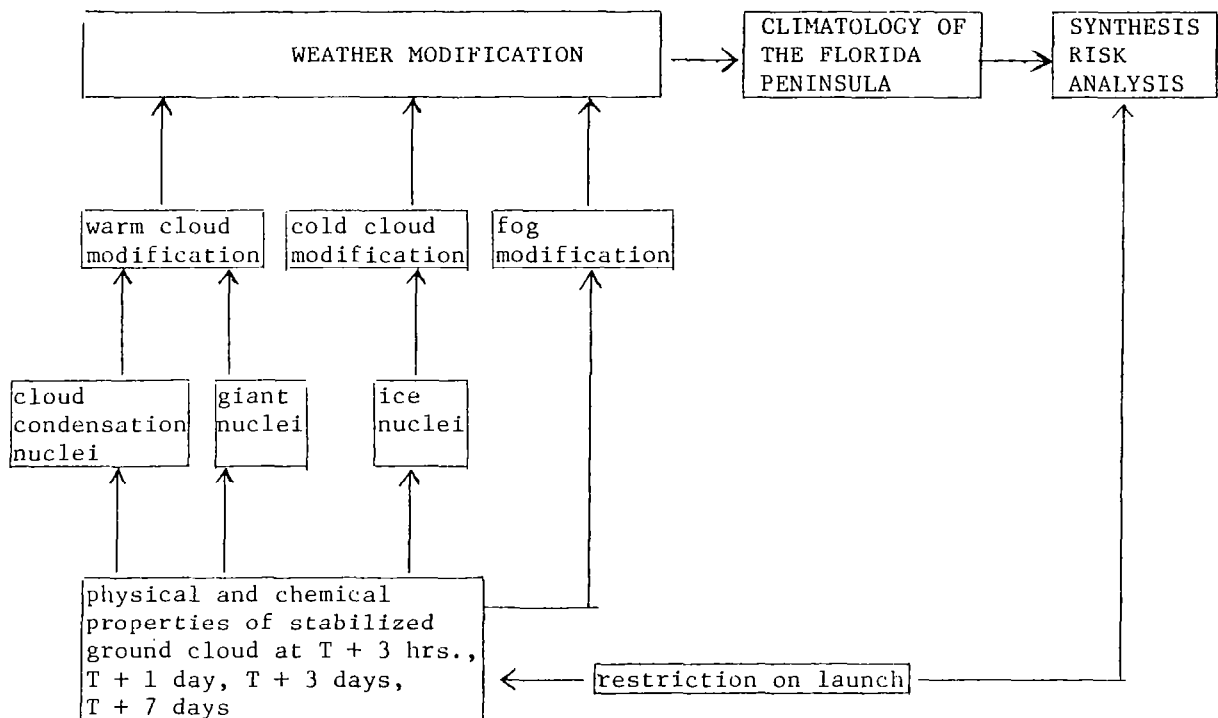 WEATHER MODIFICATION
CLIMATOLOGY OF
THE FLORIDA
PENINSULA
SYNTHESIS
RISK
ANALYSIS
warm cloud
modification
cold cloud
modification
fog
modification
cloud
condensation
nuclei
giant
nuclei
ice
nuclei
physical and chemical
properties of stabilized
ground cloud at T + 3 hrs.,
T + 1 day, T + 3 days,
T + 7 days
restriction on launch